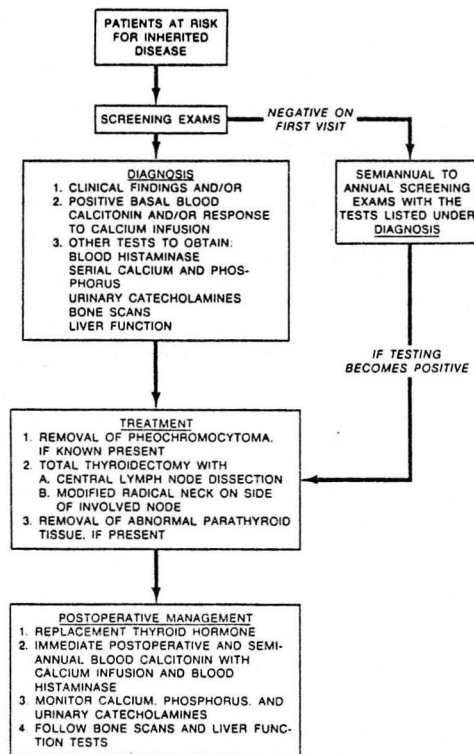 PATIENTS AT RISK
FOR INHERITED
DISEASE
SCREENING EXAMS
NEGATIVE ON
FIRST VISIT
DIAGNOSIS
1. CLINICAL FINDINGS AND/OR
2. POSITIVE BASAL BLOOD
CALCITONIN AND/OR RESPONSE
TO CALCIUM INFUSION
3. OTHER TESTS TO OBTAIN:
BLOOD HISTAMINASE
SERIAL CALCIUM AND PHOS-
PHORUS
URINARY CATECHOLAMINES
BONE SCANS
LIVER FUNCTION
SEMIANNUAL TO
ANNUAL SCREENING
EXAMS WITH THE
TESTS LISTED UNDER
DIAGNOSIS
IF TESTING
BECOMES POSITIVE
TREATMENT
1. REMOVAL OF PHEOCHROMOCYTOMA,
IF KNOWN PRESENT
2. TOTAL THYROIDECTOMY WITH
A. CENTRAL LYMPH NODE DISSECTION
B. MODIFIED RADICAL NECK ON SIDE
OF INVOLVED NODE
3. REMOVAL OF ABNORMAL PARATHYROID
TISSUE, IF PRESENT
POSTOPERATIVE MANAGEMENT
1. REPLACEMENT THYROID HORMONE
2. IMMEDIATE POSTOPERATIVE AND SEMI-
ANNUAL BLOOD CALCITONIN WITH
CALCIUM INFUSION AND BLOOD
HISTAMINASE
3. MONITOR CALCIUM, PHOSPHORUS, AND
URINARY CATECHOLAMINES
4. FOLLOW BONE SCANS AND LIVER FUNC-
TION TESTS